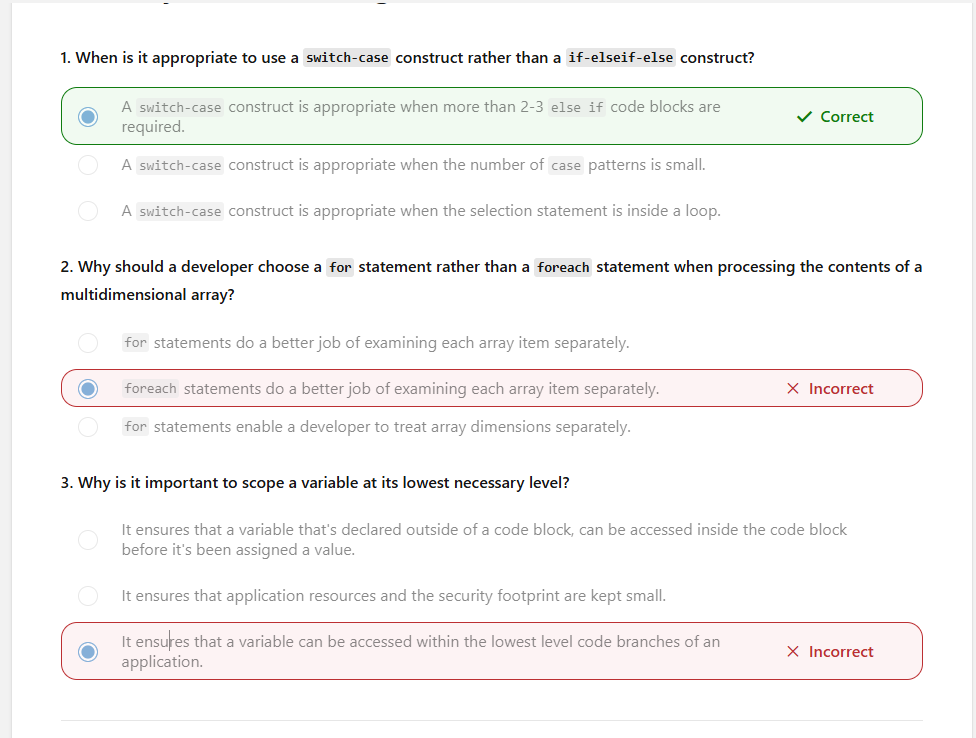 1. When is it appropriate to use a switch-case construct rather than a if-elseif-else construct?
A switch-case construct is appropriate when more than 2-3 else if code blocks are
required.
Correct
A switch-case construct is appropriate when the number of case patterns is small.
A switch-case construct is appropriate when the selection statement is inside a loop.
2. Why should a developer choose a for statement rather than a foreach statement when processing the contents of a
multidimensional array?
for statements do a better job of examining each array item separately.
foreach statements do a better job of examining each array item separately.
Incorrect
for statements enable a developer to treat array dimensions separately.
3. Why is it important to scope a variable at its lowest necessary level?
It ensures that a variable that's declared outside of a code block, can be accessed inside the code block
before it's been assigned a value.
It ensures that application resources and the security footprint are kept small.
It ensures that a variable can be accessed within the lowest level code branches of an
application.
Incorrect